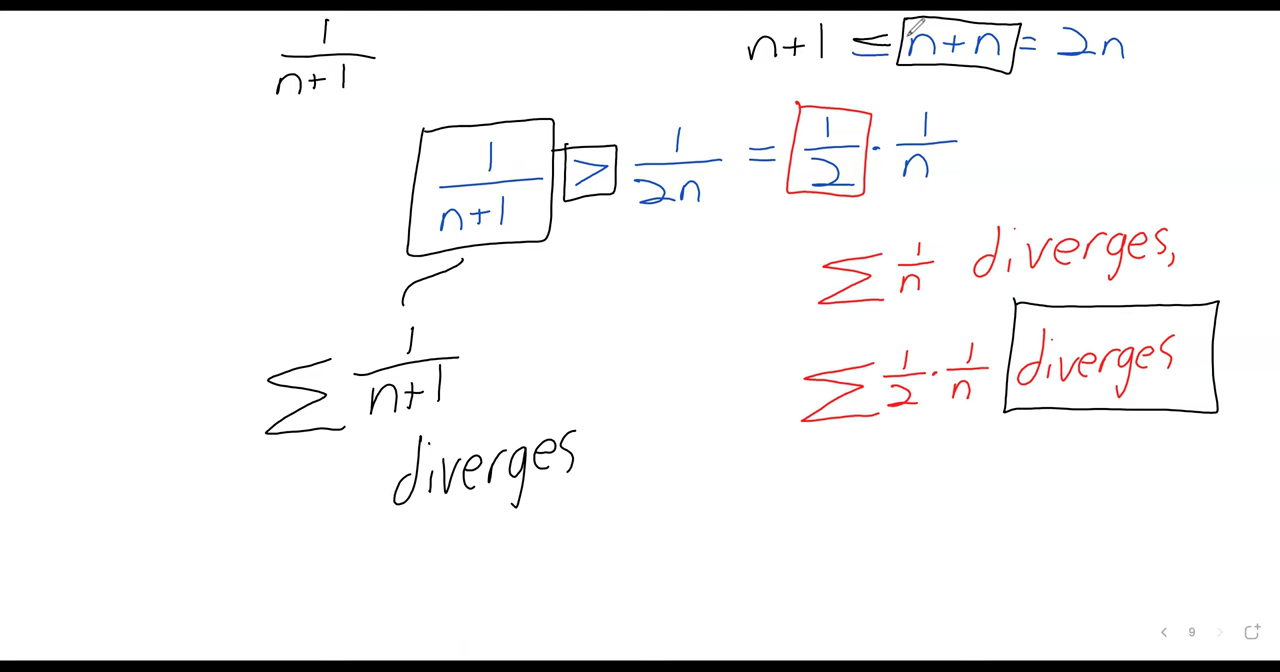 1/(n+1)
n+1 ≤ n+n = 2n
1/(n+1) > 1/(2n) = 1/2 · 1/n
∑ 1/n diverges,
∑ 1/2 · 1/n diverges
∑ 1/(n+1)
diverges
< 9 >